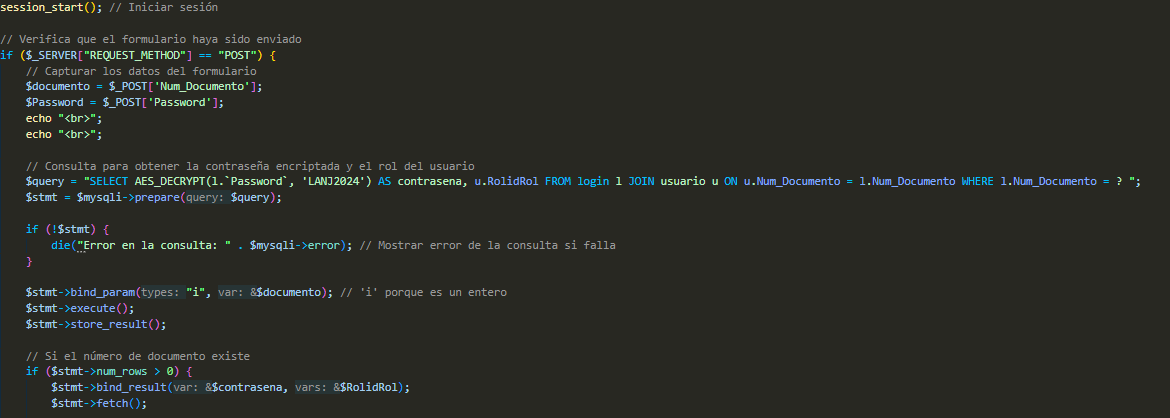 session_start(); // Iniciar sesión
// Verifica que el formulario haya sido enviado
if ($_SERVER["REQUEST_METHOD"] == "POST") {
// Capturar los datos del formulario
$documento = $_POST['Num_Documento'];
$Password = $_POST['Password'];
echo "<br>";
echo "<br>";
// Consulta para obtener la contraseña encriptada y el rol del usuario
$query = "SELECT AES_DECRYPT(l.`Password`, 'LANJ2024') AS contrasena, u.RolidRol FROM login l JOIN usuario u ON u.Num_Documento = l.Num_Documento WHERE l.Num_Documento = ? ";
$stmt = $mysqli->prepare(query: $query);
if (!$stmt) {
die("Error en la consulta: " . $mysqli->error); // Mostrar error de la consulta si falla
}
$stmt->bind_param(types: "i", var: &$documento); // 'i' porque es un entero
$stmt->execute();
$stmt->store_result();
// Si el número de documento existe
if ($stmt->num_rows > 0) {
$stmt->bind_result(var: &$contrasena, vars: &$RolidRol);
$stmt->fetch();